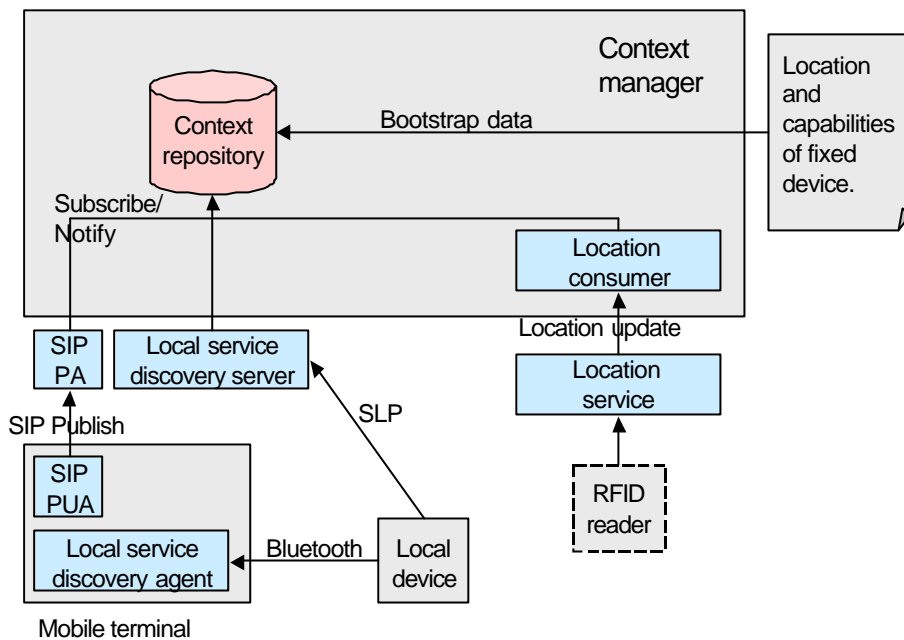 Context
manager
Location
and
capabilities
of fixed
device.
Context
repository
Bootstrap data
Subscribe/
Notify
Location
consumer
Location update
SIP
PA
Local service
discovery server
Location
service
SLP
SIP Publish
SIP
PUA
RFID
reader
Local service
discovery agent
Bluetooth
Local
device
Mobile terminal